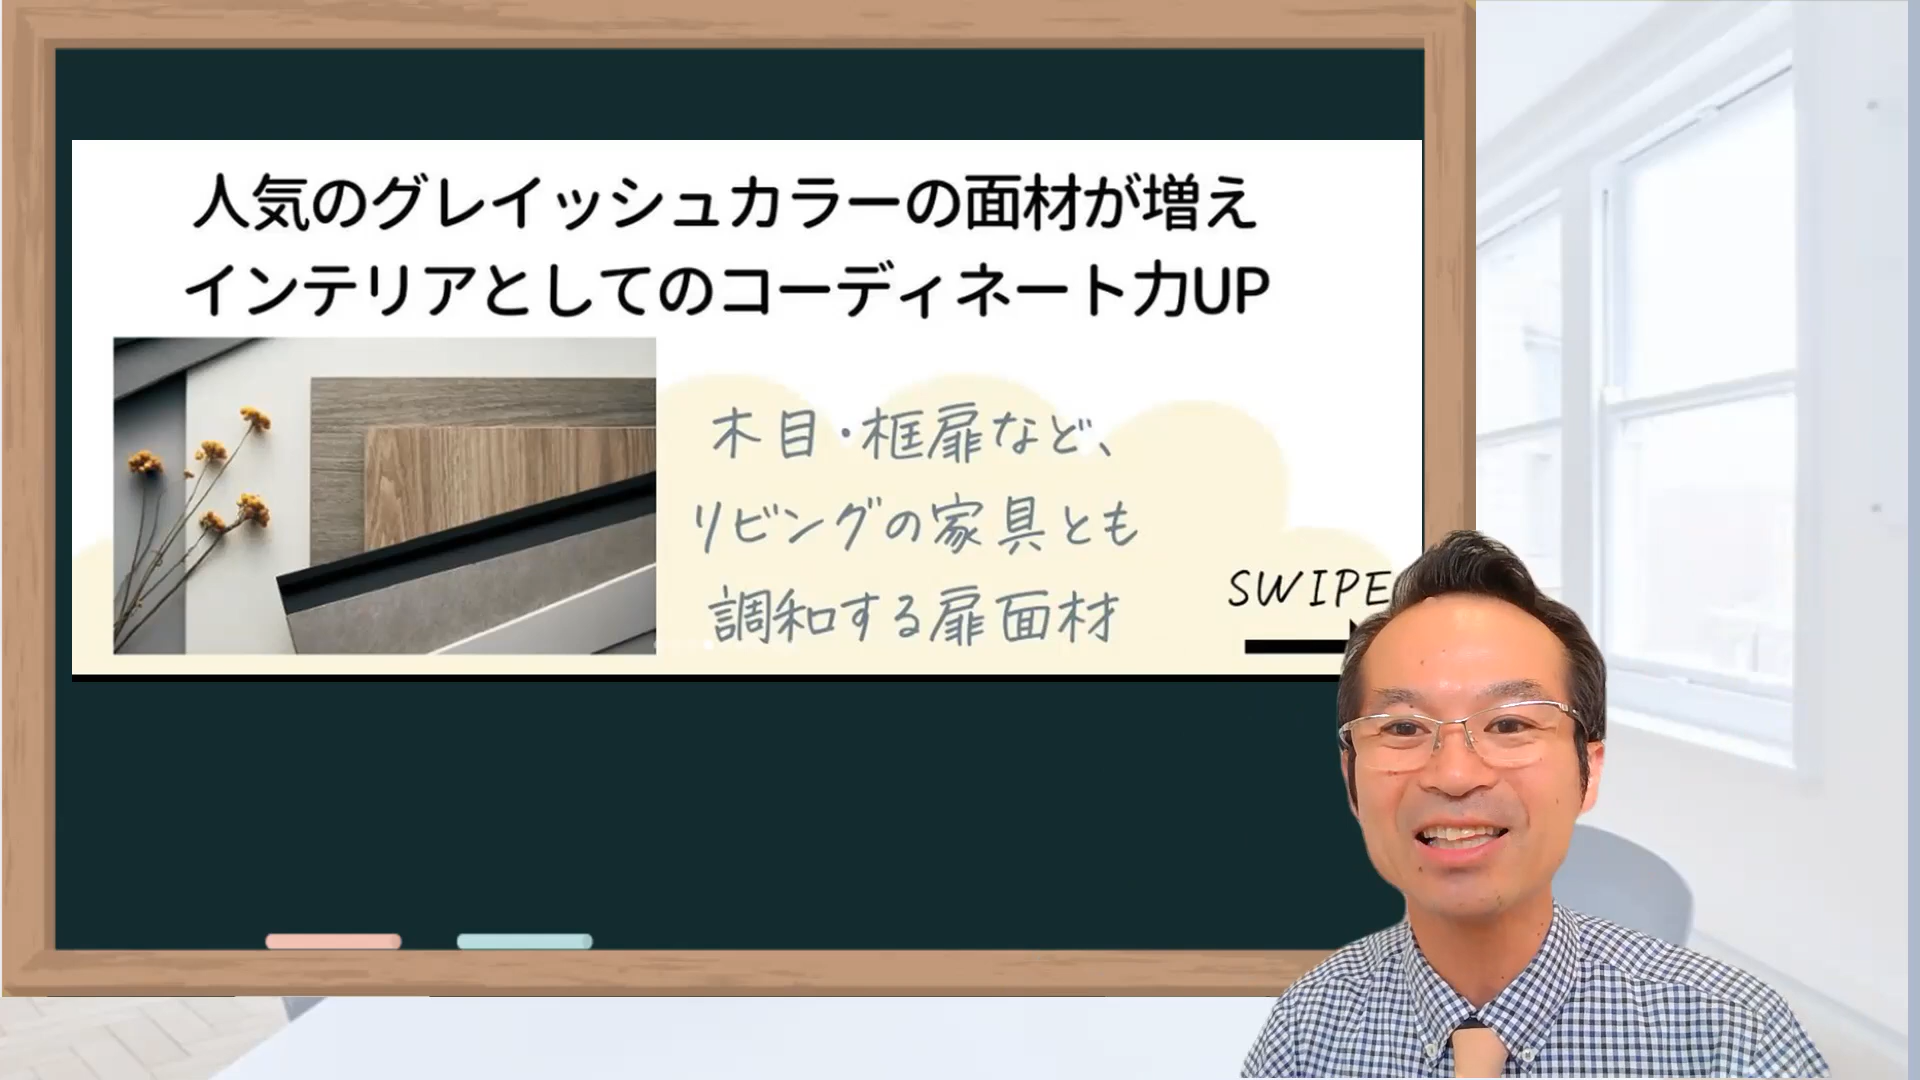 人気のグレイッシュカラーの面材が増え
インテリアとしてのコーディネート力UP
木目・框扉など、
リビングの家具とも
調和する扉面材
SWIPE